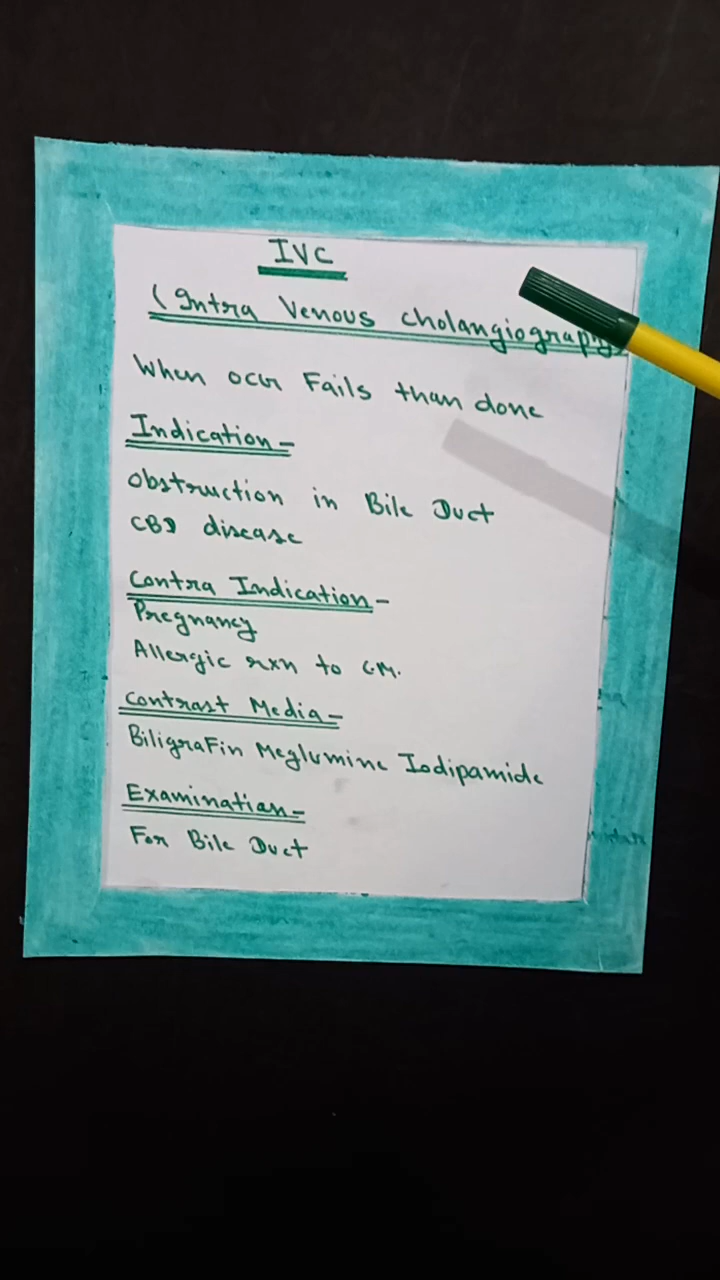 IVC
(Intra Venous Cholangiography)
When OCG Fails than done
Indication-
Obstruction in Bile Duct
CBD disease
Contra Indication-
Pregnancy
Allergic rxn to C.M.
Contrast Media-
BiligraFin Meglumine Iodipamide
Examination-
For Bile Duct